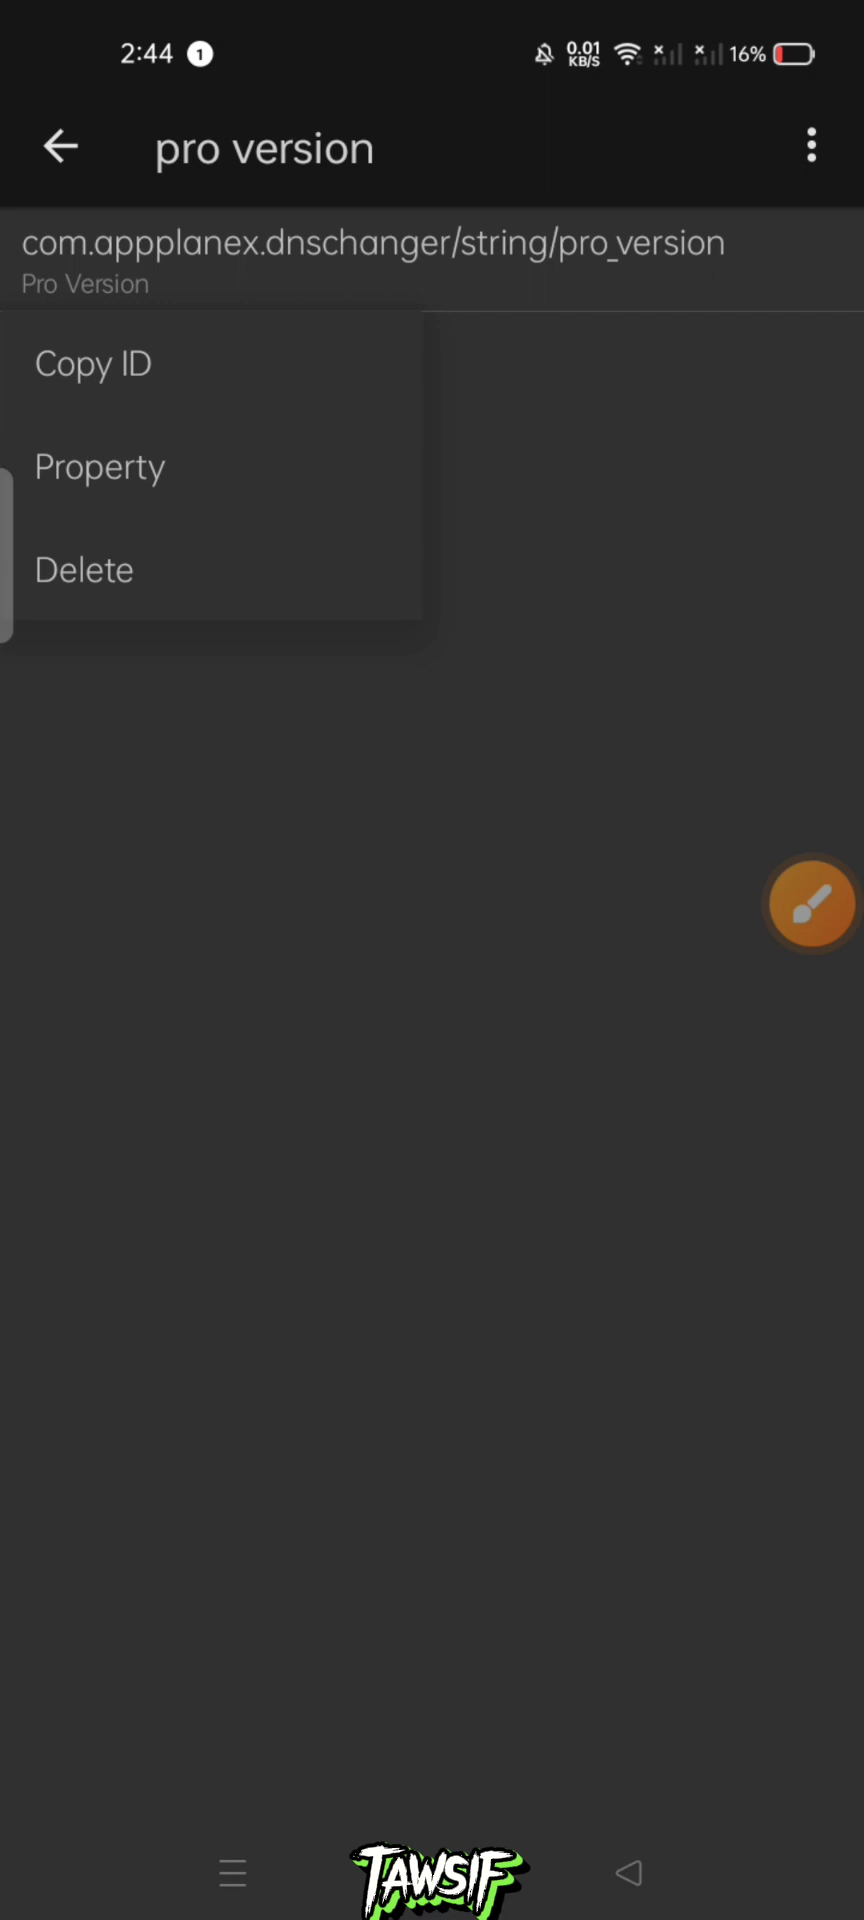 2:44 1 0.01 KB/S 16%
pro version
com.appplanex.dnschanger/string/pro_version
Pro Version
Copy ID
Property
Delete
TAWSIF